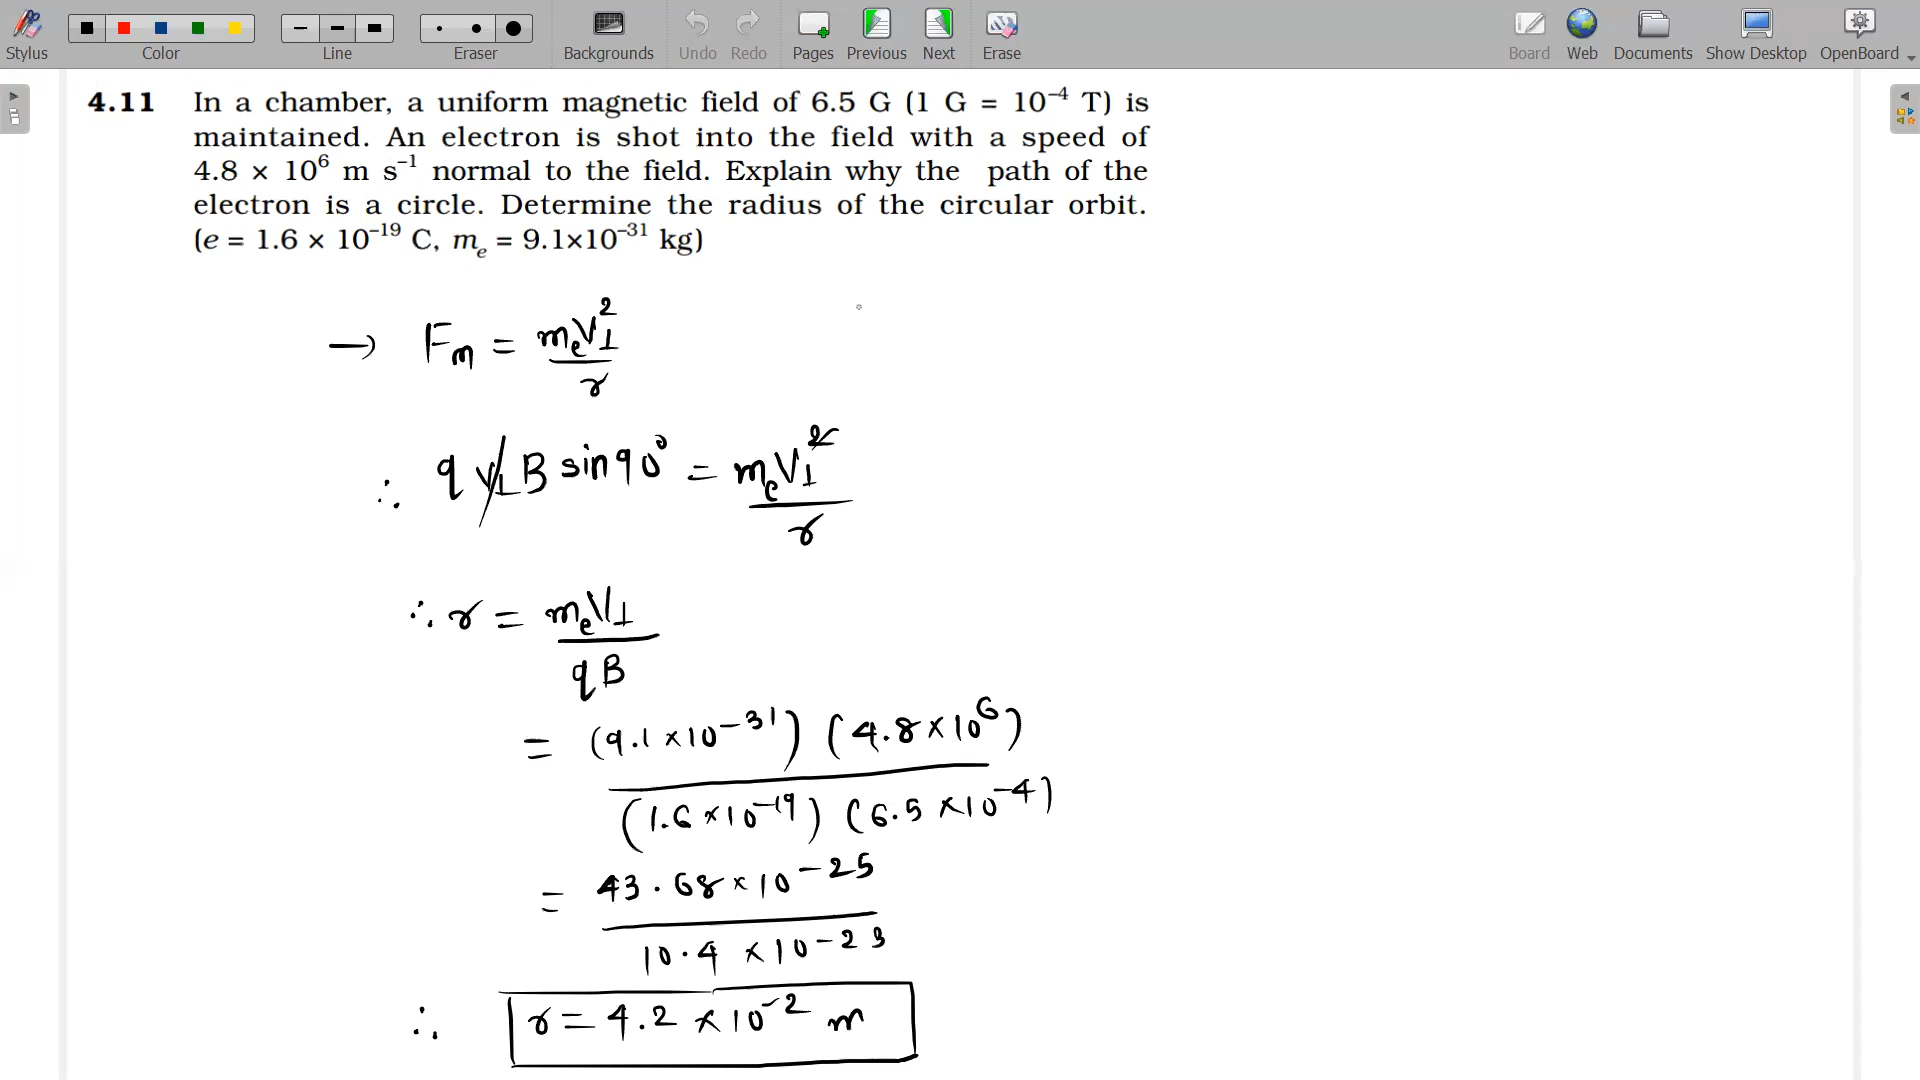 Stylus Color Line Eraser Backgrounds Undo Redo Pages Previous Next Erase Board Web Documents Show Desktop OpenBoard
4.11 In a chamber, a uniform magnetic field of 6.5 G (1 G = 10⁻⁴ T) is
maintained. An electron is shot into the field with a speed of
4.8 × 10⁶ m s⁻¹ normal to the field. Explain why the path of the
electron is a circle. Determine the radius of the circular orbit.
(e = 1.6 × 10⁻¹⁹ C, mₑ = 9.1×10⁻³¹ kg)
→ Fₘ = mₑV⊥²
r
∴ q V⊥ B sin 90° = mₑV⊥²
r
∴ r = mₑV⊥
qB
= (9.1 × 10⁻³¹) (4.8 × 10⁶)
(1.6 × 10⁻¹⁹) (6.5 × 10⁻⁴)
= 43.68 × 10⁻²⁵
10.4 × 10⁻²³
∴ r = 4.2 × 10⁻² m